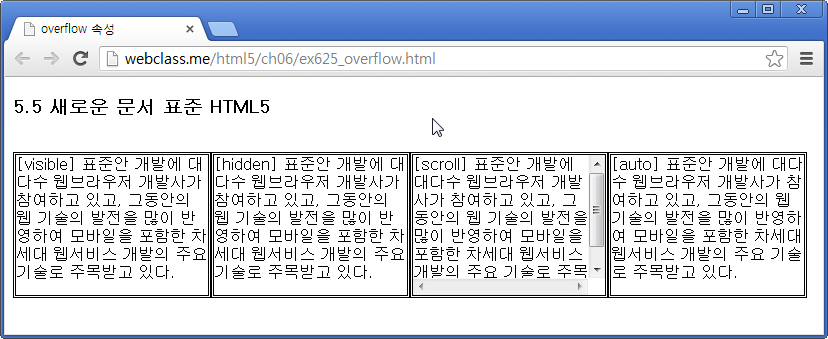 overflow 속성
webclass.me/html5/ch06/ex625_overflow.html
5.5 새로운 문서 표준 HTML5
[visible] 표준안 개발에 대
다수 웹브라우저 개발사가
참여하고 있고, 그동안의
웹 기술의 발전을 많이 반
영하여 모바일을 포함한 차
세대 웹서비스 개발의 주요
기술로 주목받고 있다.
[hidden] 표준안 개발에 대
다수 웹브라우저 개발사가
참여하고 있고, 그동안의
웹 기술의 발전을 많이 반
영하여 모바일을 포함한 차
세대 웹서비스 개발의 주요
기술로 주목받고 있다.
[scroll] 표준안 개발에
대다수 웹브라우저 개발
사가 참여하고 있고, 그
동안의 웹 기술의 발전을
많이 반영하여 모바일을
포함한 차세대 웹서비스
개발의 주요 기술로 주목
[auto] 표준안 개발에 대다
수 웹브라우저 개발사가 참
여하고 있고, 그동안의 웹
기술의 발전을 많이 반영하
여 모바일을 포함한 차세대
웹서비스 개발의 주요 기술
로 주목받고 있다.